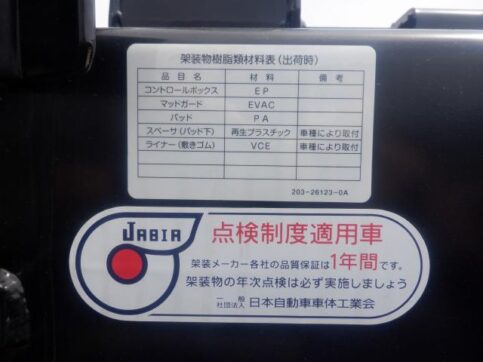 架装物樹脂類材料表(出荷時)
品目名 材料 備考
コントロールボックス EP
マッドガード EVAC
パッド PA
スペーサ(パッド下) 再生プラスチック 車種により取付
ライナー(敷きゴム) VCE 車種により取付
203-26123-0A
JABIA 点検制度適用車
架装メーカー各社の品質保証は1年間です。
架装物の年次点検は必ず実施しましょう
一般社団法人 日本自動車車体工業会